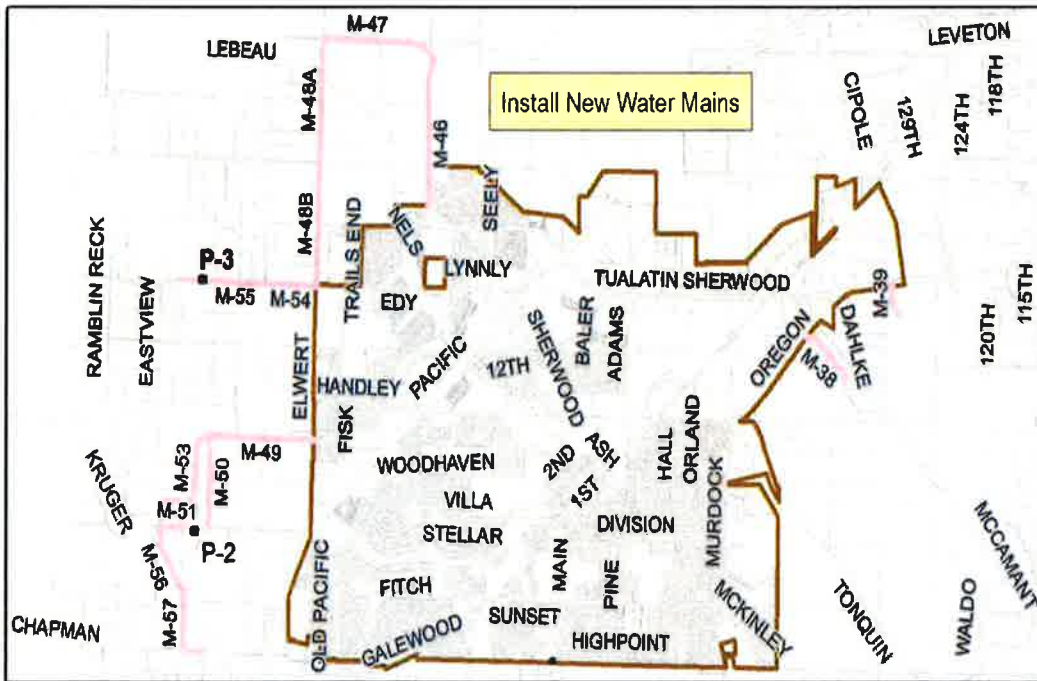 M-47
LEBEAU
LEVETON
Install New Water Mains
M-48A
CIPOLE
129TH
124TH
118TH
M-46
SEELY
M-48B
TRAILS END
NELS
LYNNLY
P-3
TUALATIN SHERWOOD
RAMBLIN RECK
EASTVIEW
M-55
M-54
EDY
M-39
115TH
120TH
SHERWOOD
BALER
ADAMS
OREGON
DAHLKE
M-38
ELWERT
HANDLEY
PACIFIC
12TH
FISK
HALL
ORLAND
M-49
M-53
M-50
WOODHAVEN
2ND
ASH
1ST
KRUGER
M-51
VILLA
STELLAR
DIVISION
MURDOCK
P-2
M-56
MAIN
PINE
MCCAMANT
FITCH
OLD PACIFIC
SUNSET
MCKINLEY
TONQUIN
WALDO
M-57
CHAPMAN
GALEWOOD
HIGHPOINT